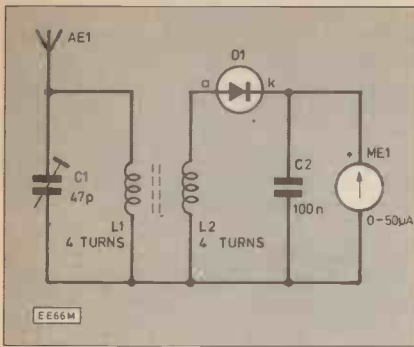 AE1
D1
a
k
C1
47p
L1
4 TURNS
L2
4 TURNS
C2
100n
ME1
0-50µA
EE66M